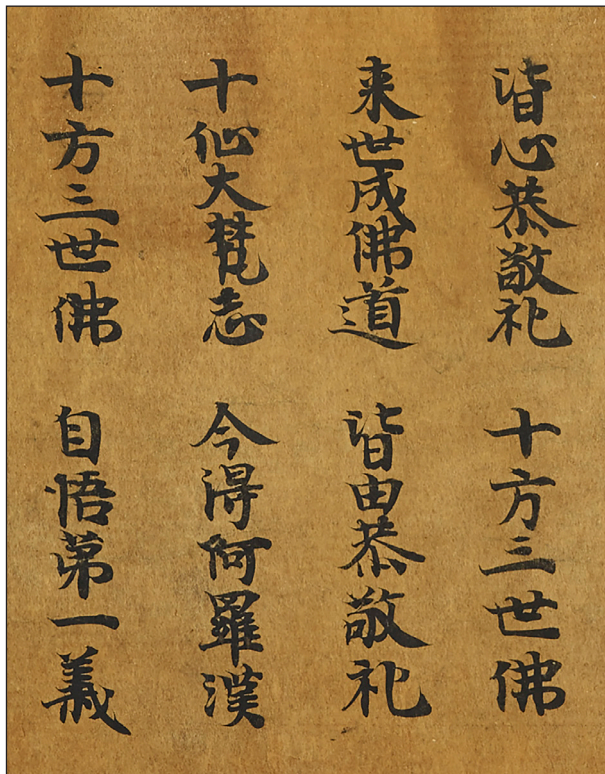 皆心恭敬礼　十方三世佛
来世成佛道　皆由恭敬礼
十仙大梵志　今得阿羅漢
十方三世佛　自悟苐一義